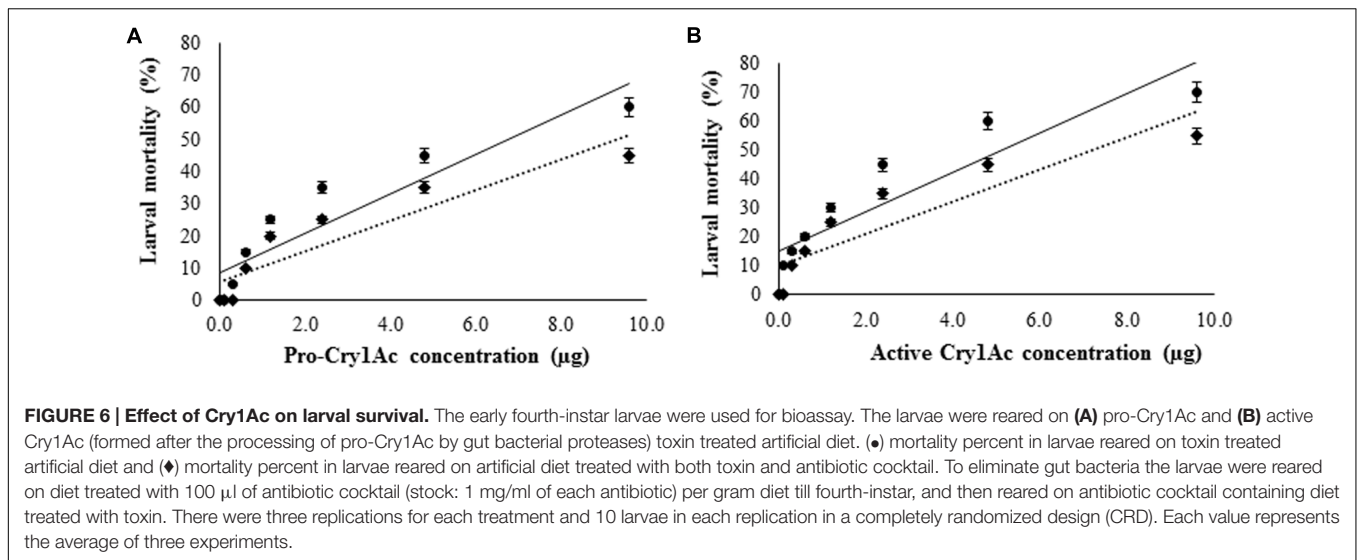 A
80
70
60
50
40
30
20
10
0
Larval mortality (%)
0.0 2.0 4.0 6.0 8.0 10.0
Pro-Cry1Ac concentration (µg)
B
80
70
60
50
40
30
20
10
0
Larval mortality (%)
0.0 2.0 4.0 6.0 8.0 10.0
Active Cry1Ac concentration (µg)
FIGURE 6 | Effect of Cry1Ac on larval survival. The early fourth-instar larvae were used for bioassay. The larvae were reared on (A) pro-Cry1Ac and (B) active
Cry1Ac (formed after the processing of pro-Cry1Ac by gut bacterial proteases) toxin treated artificial diet. (●) mortality percent in larvae reared on toxin treated
artificial diet and (♦) mortality percent in larvae reared on artificial diet treated with both toxin and antibiotic cocktail. To eliminate gut bacteria the larvae were reared
on diet treated with 100 µl of antibiotic cocktail (stock: 1 mg/ml of each antibiotic) per gram diet till fourth-instar, and then reared on antibiotic cocktail containing diet
treated with toxin. There were three replications for each treatment and 10 larvae in each replication in a completely randomized design (CRD). Each value represents
the average of three experiments.